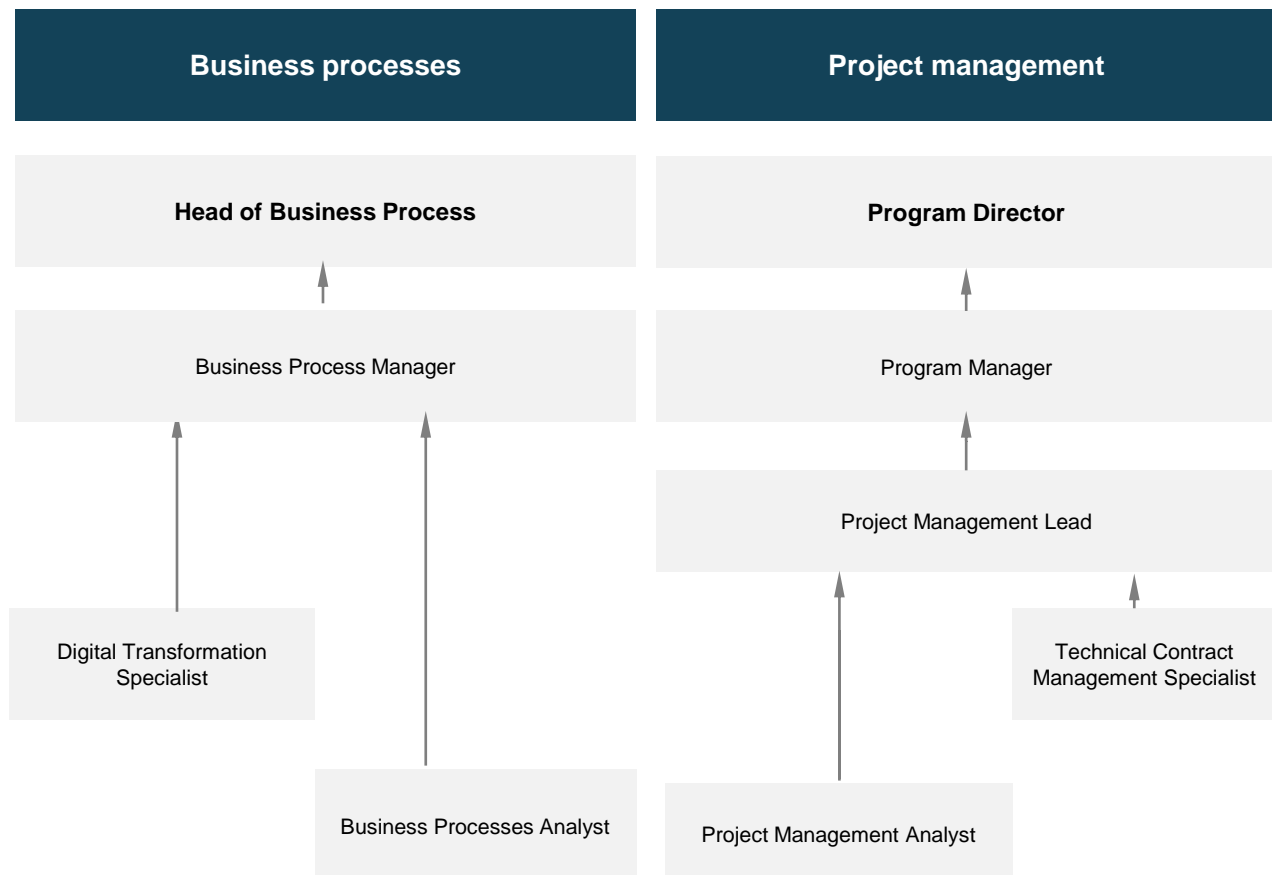 Business processes
Project management
Head of Business Process
Program Director
Business Process Manager
Program Manager
Project Management Lead
Digital Transformation
Specialist
Technical Contract
Management Specialist
Business Processes Analyst
Project Management Analyst